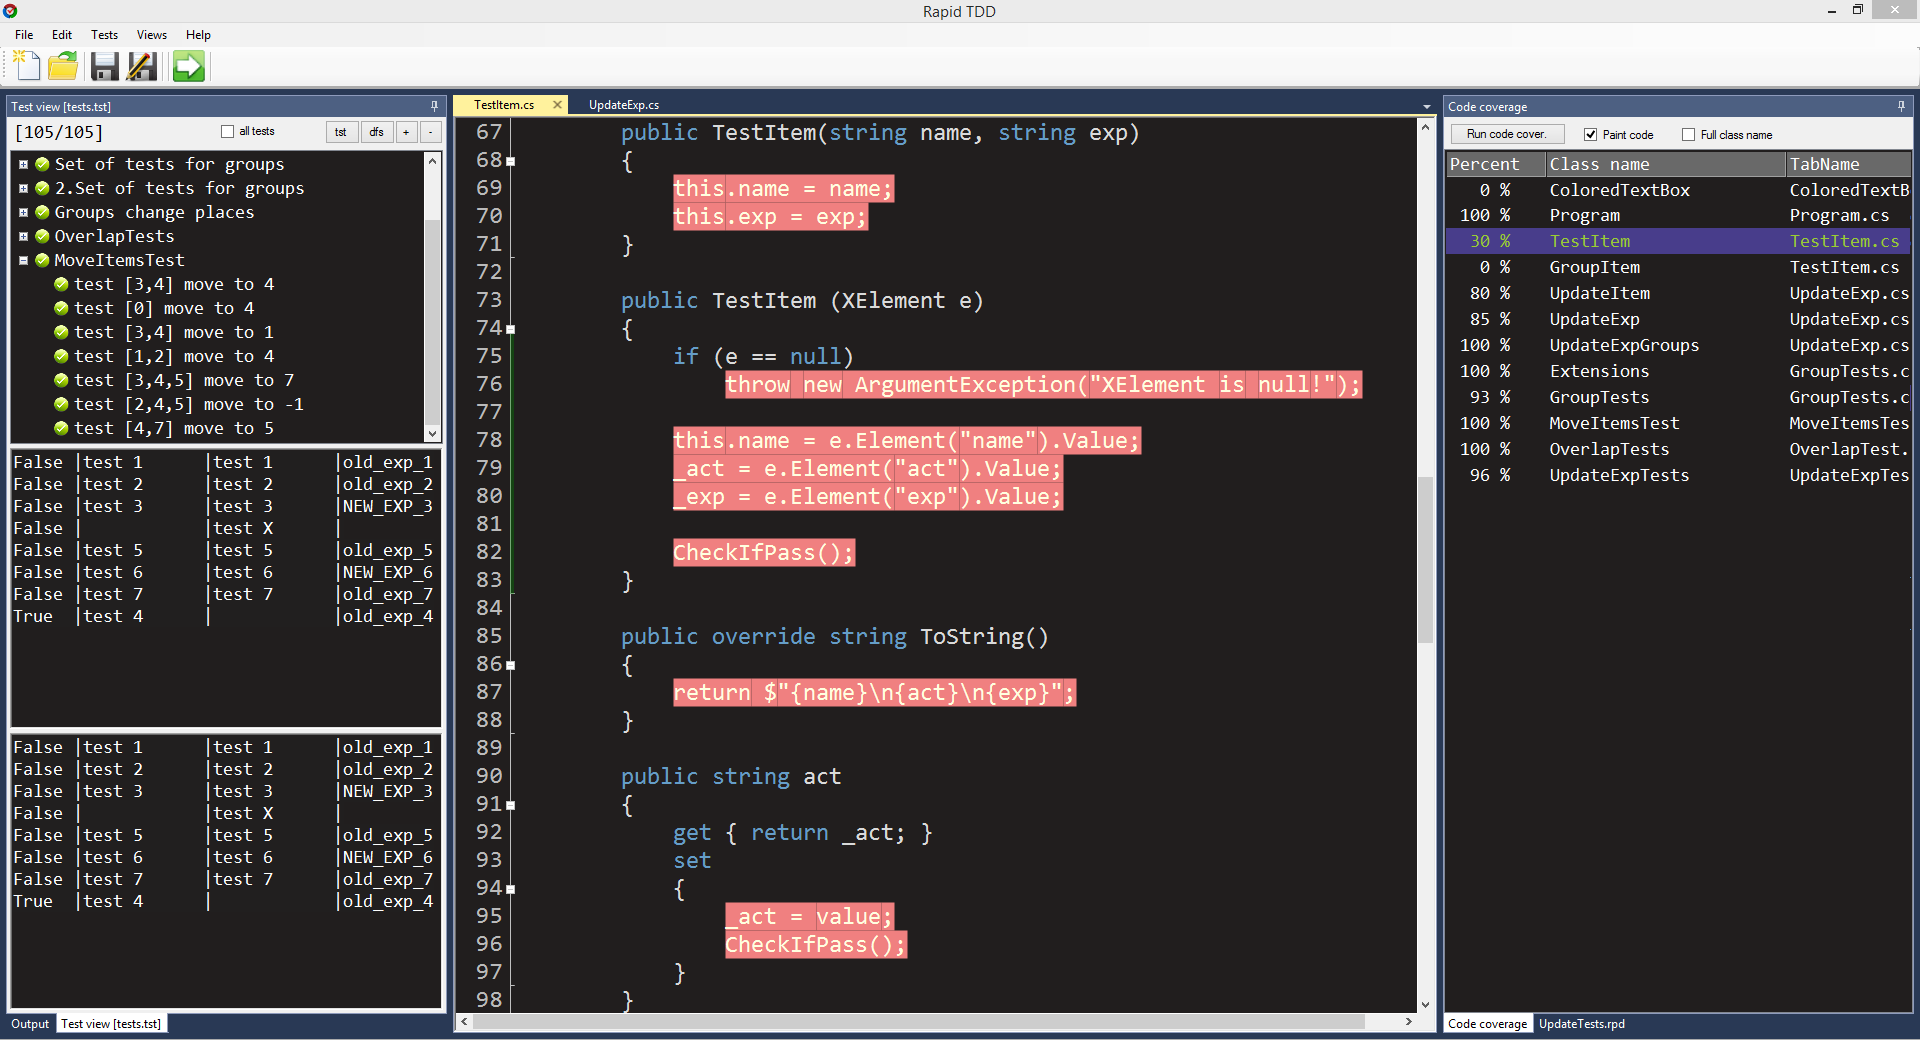 Rapid TDD
File Edit Tests Views Help
Test view [tests.tst]
[105/105] all tests tst dfs + -
Set of tests for groups
2.Set of tests for groups
Groups change places
OverlapTests
MoveItemsTest
test [3,4] move to 4
test [0] move to 4
test [3,4] move to 1
test [1,2] move to 4
test [3,4,5] move to 7
test [2,4,5] move to -1
test [4,7] move to 5
False |test 1 |test 1 |old_exp_1
False |test 2 |test 2 |old_exp_2
False |test 3 |test 3 |NEW_EXP_3
False | |test X |
False |test 5 |test 5 |old_exp_5
False |test 6 |test 6 |NEW_EXP_6
False |test 7 |test 7 |old_exp_7
True |test 4 | |old_exp_4
False |test 1 |test 1 |old_exp_1
False |test 2 |test 2 |old_exp_2
False |test 3 |test 3 |NEW_EXP_3
False | |test X |
False |test 5 |test 5 |old_exp_5
False |test 6 |test 6 |NEW_EXP_6
False |test 7 |test 7 |old_exp_7
True |test 4 | |old_exp_4
Output Test view [tests.tst]
TestItem.cs UpdateExp.cs
67 public TestItem(string name, string exp)
68 {
69 this.name = name;
70 this.exp = exp;
71 }
72
73 public TestItem (XElement e)
74 {
75 if (e == null)
76 throw new ArgumentException("XElement is null!");
77
78 this.name = e.Element("name").Value;
79 _act = e.Element("act").Value;
80 _exp = e.Element("exp").Value;
81
82 CheckIfPass();
83 }
84
85 public override string ToString()
86 {
87 return $"{name}\n{act}\n{exp}";
88 }
89
90 public string act
91 {
92 get { return _act; }
93 set
94 {
95 _act = value;
96 CheckIfPass();
97 }
98 }
Code coverage
Run code cover. Paint code Full class name
Percent Class name TabName
0 % ColoredTextBox ColoredTextB
100 % Program Program.cs
30 % TestItem TestItem.cs
0 % GroupItem TestItem.cs
80 % UpdateItem UpdateExp.cs
85 % UpdateExp UpdateExp.cs
100 % UpdateExpGroups UpdateExp.cs
100 % Extensions GroupTests.c
93 % GroupTests GroupTests.c
100 % MoveItemsTest MoveItemsTes
100 % OverlapTests OverlapTest.
96 % UpdateExpTests UpdateExpTes
Code coverage UpdateTests.rpd